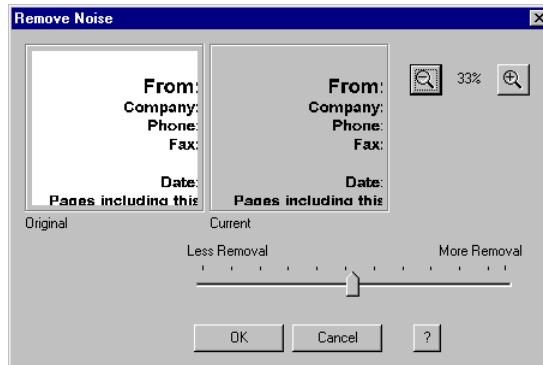 Remove Noise
From:
Company:
Phone:
Fax:
Date:
Pages including this
From:
Company:
Phone:
Fax:
Date:
Pages including this
33%
Original
Current
Less Removal
More Removal
OK
Cancel
?